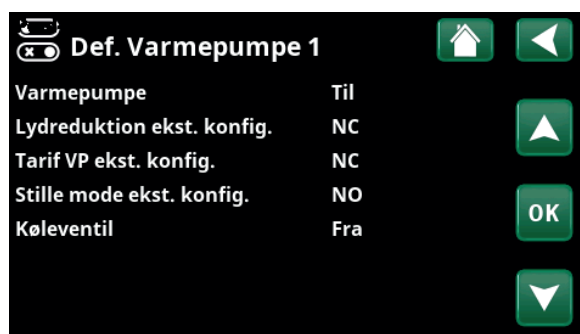 Def. Varmepumpe 1
Varmepumpe Til
Lydreduktion ekst. konfig. NC
Tarif VP ekst. konfig. NC
Stille mode ekst. konfig. NO
Køleventil Fra
OK